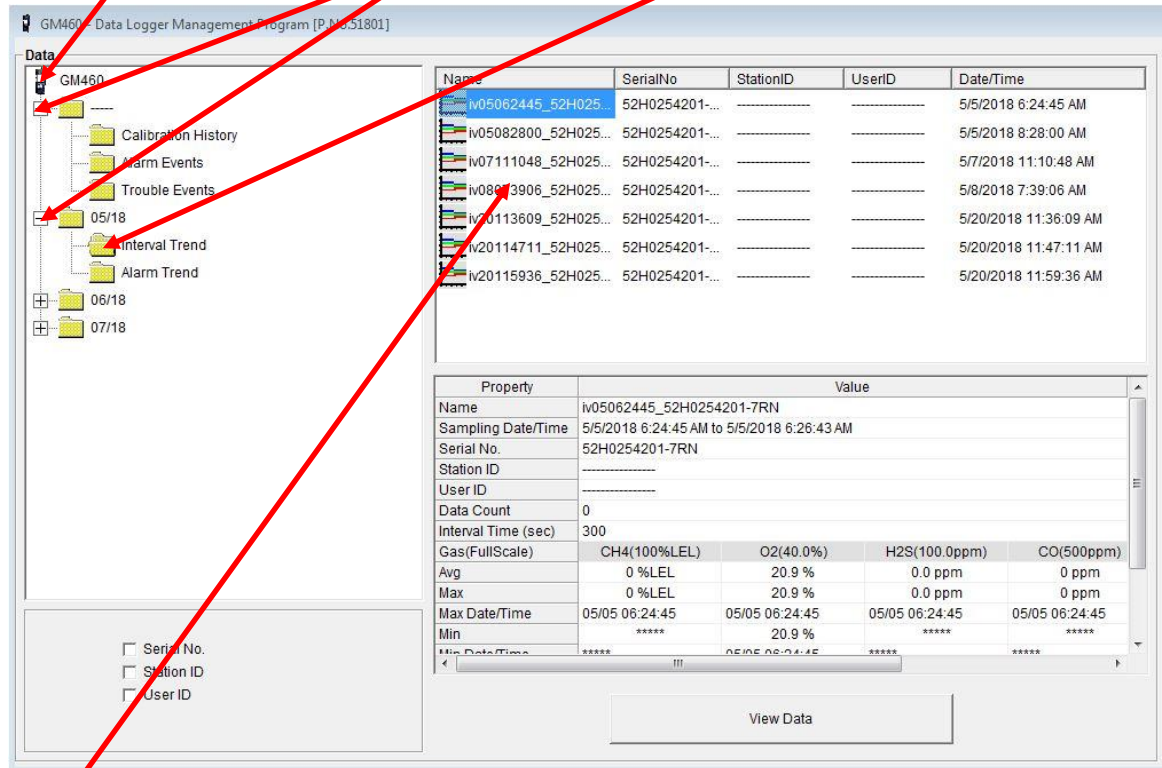 GM460 - Data Logger Management Program [P.No.51801]
Data
GM460
-----
Calibration History
Alarm Events
Trouble Events
05/18
Interval Trend
Alarm Trend
06/18
07/18
Serial No.
Station ID
User ID
Name SerialNo StationID UserID Date/Time
iv05062445_52H025... 52H0254201-... ---------------- ---------------- 5/5/2018 6:24:45 AM
iv05082800_52H025... 52H0254201-... ---------------- ---------------- 5/5/2018 8:28:00 AM
iv07111048_52H025... 52H0254201-... ---------------- ---------------- 5/7/2018 11:10:48 AM
iv08073906_52H025... 52H0254201-... ---------------- ---------------- 5/8/2018 7:39:06 AM
iv20113609_52H025... 52H0254201-... ---------------- ---------------- 5/20/2018 11:36:09 AM
iv20114711_52H025... 52H0254201-... ---------------- ---------------- 5/20/2018 11:47:11 AM
iv20115936_52H025... 52H0254201-... ---------------- ---------------- 5/20/2018 11:59:36 AM
Property Value
Name iv05062445_52H0254201-7RN
Sampling Date/Time 5/5/2018 6:24:45 AM to 5/5/2018 6:26:43 AM
Serial No. 52H0254201-7RN
Station ID ----------------
User ID ----------------
Data Count 0
Interval Time (sec) 300
Gas(FullScale) CH4(100%LEL) O2(40.0%) H2S(100.0ppm) CO(500ppm)
Avg 0 %LEL 20.9 % 0.0 ppm 0 ppm
Max 0 %LEL 20.9 % 0.0 ppm 0 ppm
Max Date/Time 05/05 06:24:45 05/05 06:24:45 05/05 06:24:45 05/05 06:24:45
Min ***** 20.9 % ***** *****
Min Date/Time ***** 05/05 06:24:45 ***** *****
View Data